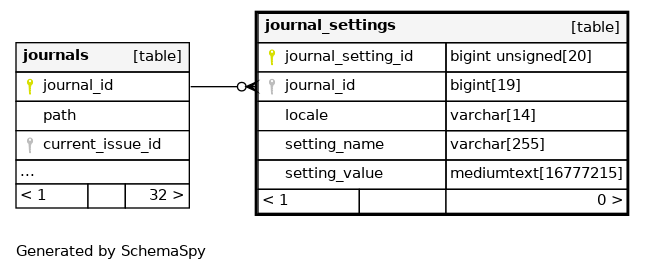 journals [table]
journal_id
path
current_issue_id
...
< 1 32 >
journal_settings [table]
journal_setting_id bigint unsigned[20]
journal_id bigint[19]
locale varchar[14]
setting_name varchar[255]
setting_value mediumtext[16777215]
< 1 0 >
Generated by SchemaSpy